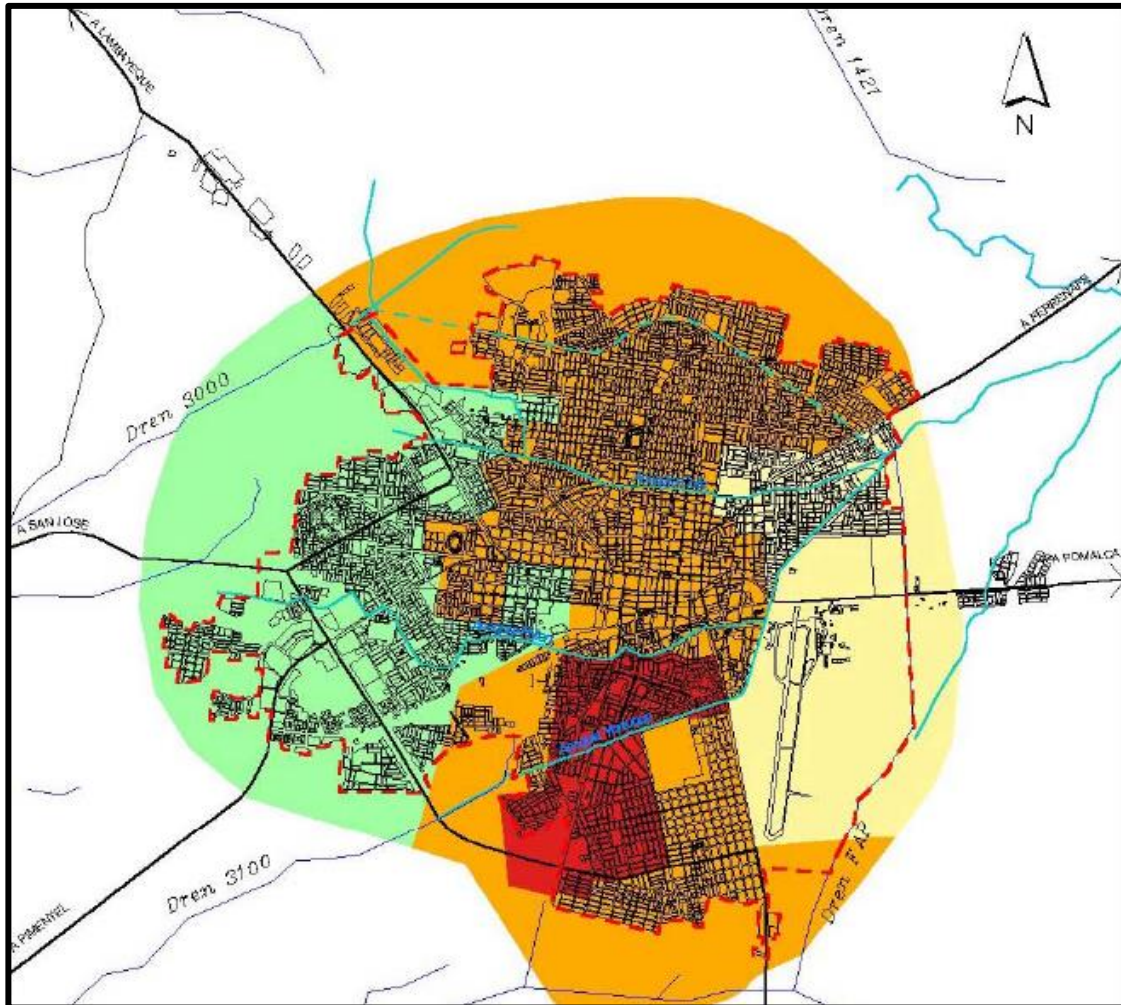 A LAMBAYEQUE
Dren 1427
N
A FERREÑAFE
Dren 3000
A SAN JOSE
A POMALCA
Dren 3100
Dren FAP
A PIMENTEL